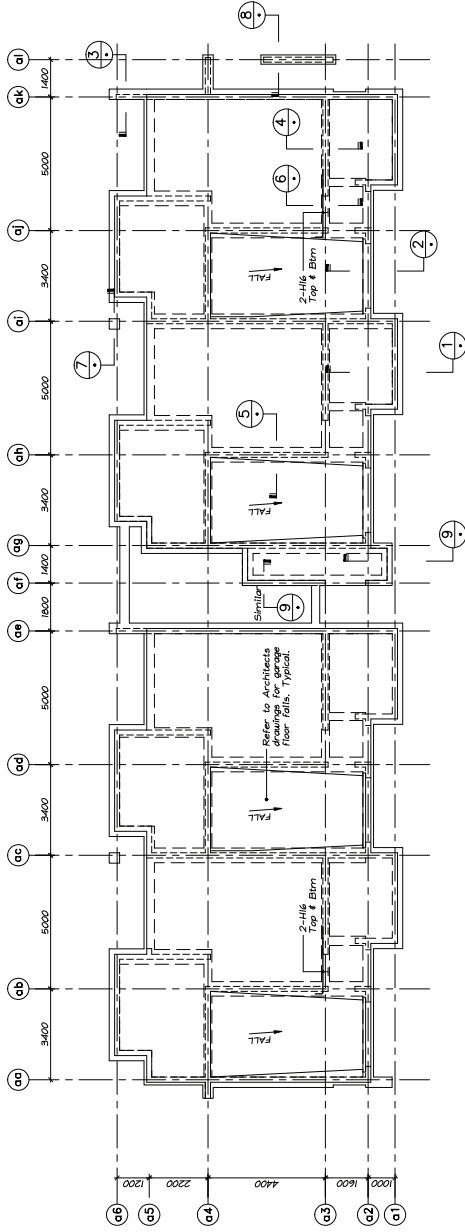 al
1400
ak
5000
aj
3400
ai
5000
ah
3400
ag
1400
af
1800
ae
5000
ad
3400
ac
5000
ab
3400
aa
8
3
4
6
2
7
1
5
9
9
2-H16
Top & Btm
FALL
FALL
Similar
Refer to Architects
drawings for garage
floor falls. Typical.
FALL
2-H16
Top & Btm
FALL
1200
2200
4400
1600
1000
a6
a5
a4
a3
a2
a1